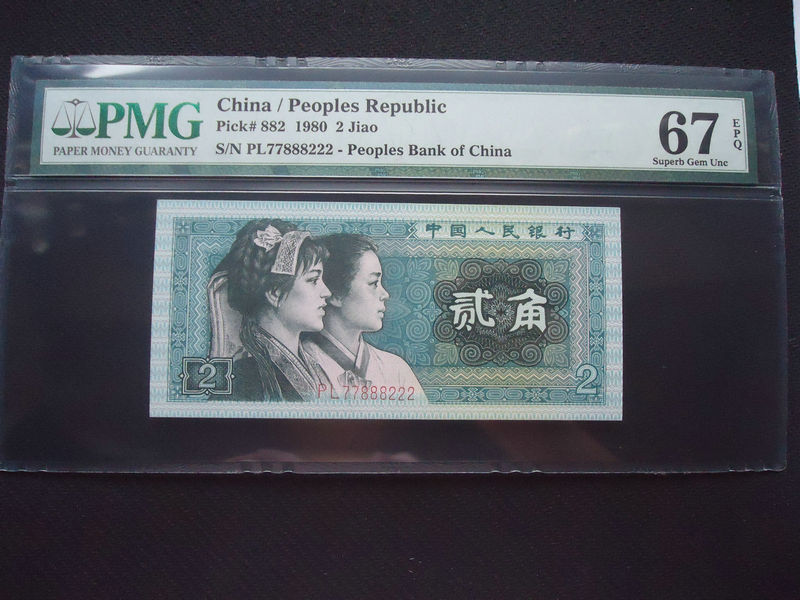 PMG
PAPER MONEY GUARANTY
China / Peoples Republic
Pick# 882 1980 2 Jiao
S/N PL77888222 - Peoples Bank of China
67
EPQ
Superb Gem Unc
中国人民银行
贰角
2
2
PL77888222